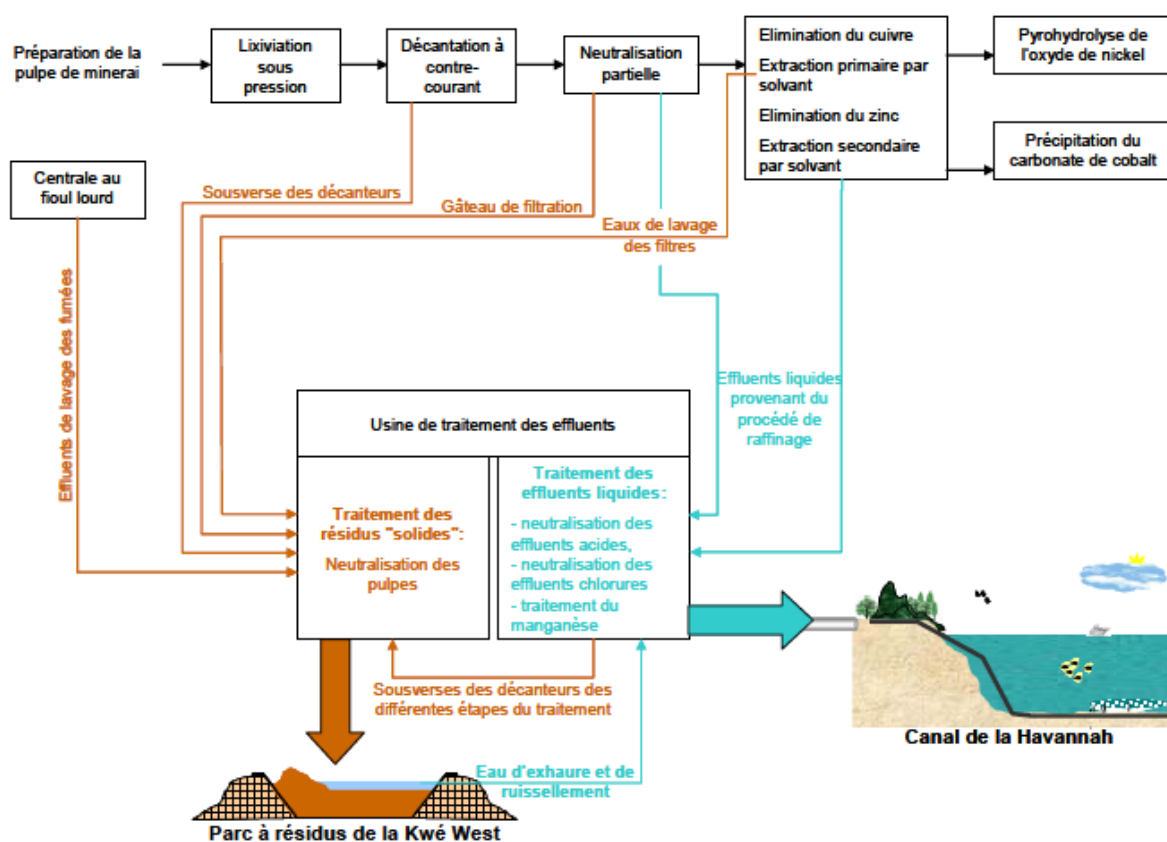 Préparation de la
pulpe de minerai
Lixiviation
sous
pression
Décantation à
contre-
courant
Neutralisation
partielle
Elimination du cuivre
Extraction primaire par
solvant
Elimination du zinc
Extraction secondaire
par solvant
Pyrohydrolyse de
l'oxyde de nickel
Précipitation du
carbonate de cobalt
Centrale au
fioul lourd
Sousverse des décanteurs
Gâteau de filtration
Eaux de lavage
des filtres
Effluents de lavage des fumées
Effluents liquides
provenant du
procédé de
raffinage
Usine de traitement des effluents
Traitement des
résidus "solides":
Neutralisation des
pulpes
Traitement des
effluents liquides:
- neutralisation des
effluents acides,
- neutralisation des
effluents chlorures
- traitement du
manganèse
Sousverses des décanteurs des
différentes étapes du traitement
Eau d'exhaure et de
ruissellement
Canal de la Havannah
Parc à résidus de la Kwé West